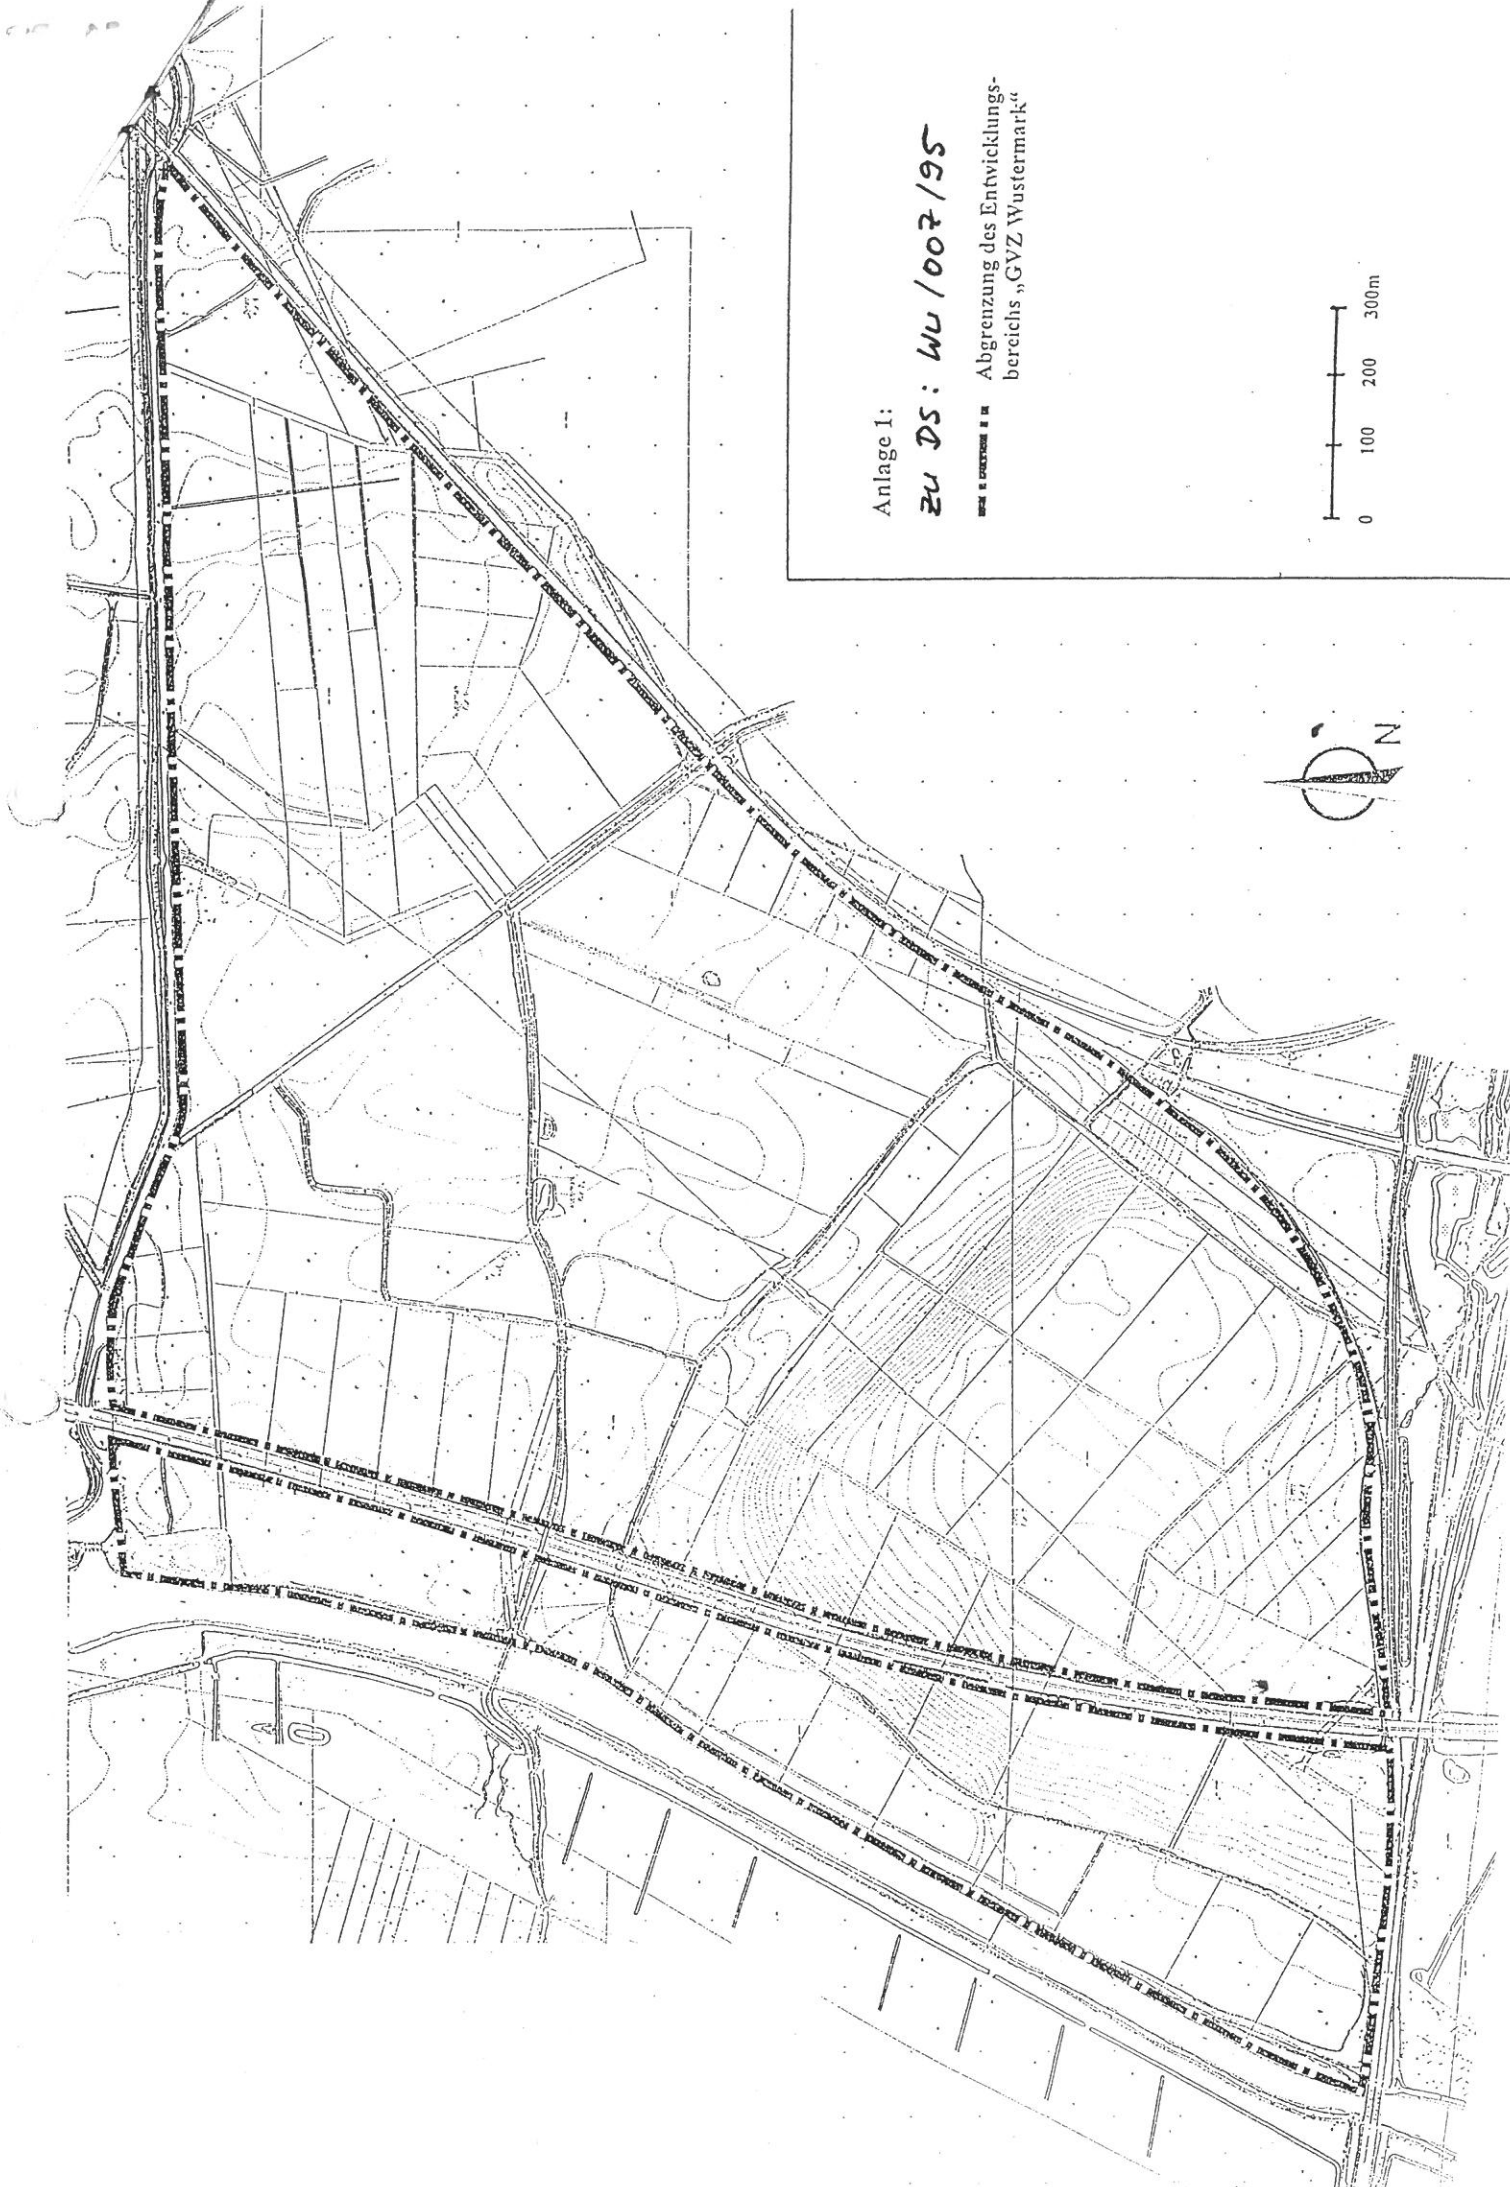 Anlage 1:
zu DS: Wu/007/95
Abgrenzung des Entwicklungs-
bereichs „GVZ Wustermark“
0 100 200 300m
N